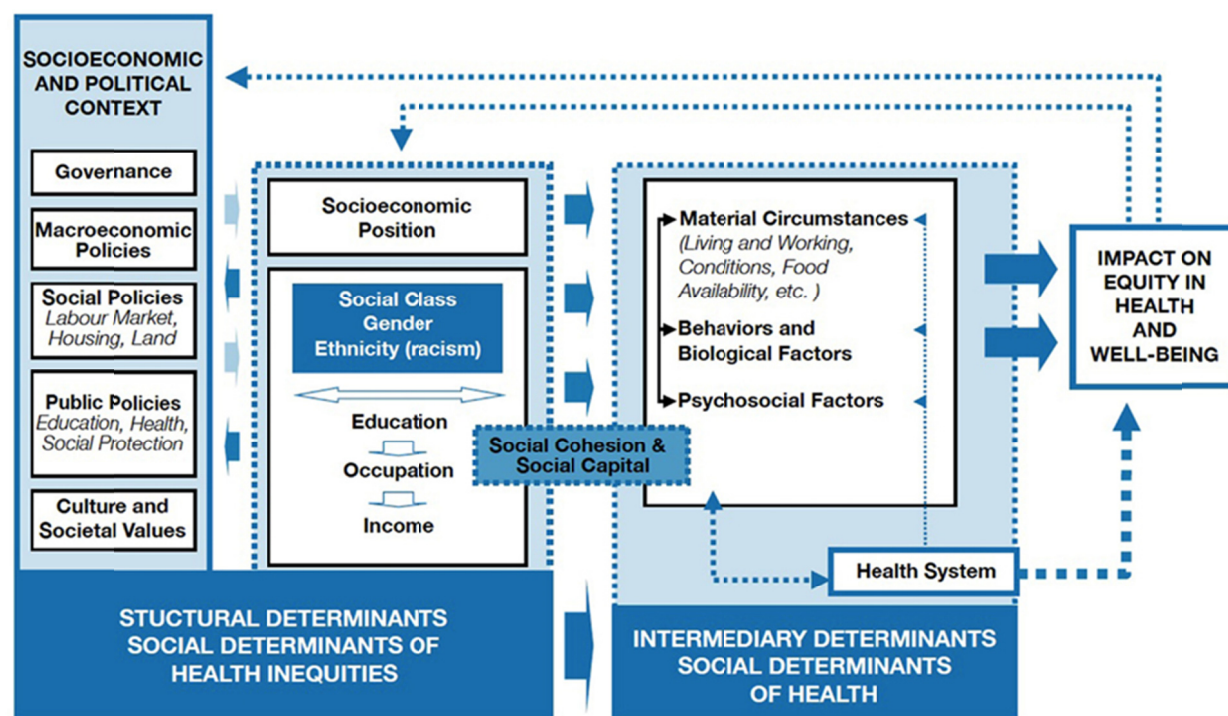 SOCIOECONOMIC
AND POLITICAL
CONTEXT
Governance
Macroeconomic
Policies
Social Policies
Labour Market,
Housing, Land
Public Policies
Education, Health,
Social Protection
Culture and
Societal Values
Socioeconomic
Position
Social Class
Gender
Ethnicity (racism)
Education
Occupation
Income
Social Cohesion &
Social Capital
Material Circumstances
(Living and Working,
Conditions, Food
Availability, etc. )
Behaviors and
Biological Factors
Psychosocial Factors
Health System
IMPACT ON
EQUITY IN
HEALTH
AND
WELL-BEING
STUCTURAL DETERMINANTS
SOCIAL DETERMINANTS OF
HEALTH INEQUITIES
INTERMEDIARY DETERMINANTS
SOCIAL DETERMINANTS
OF HEALTH